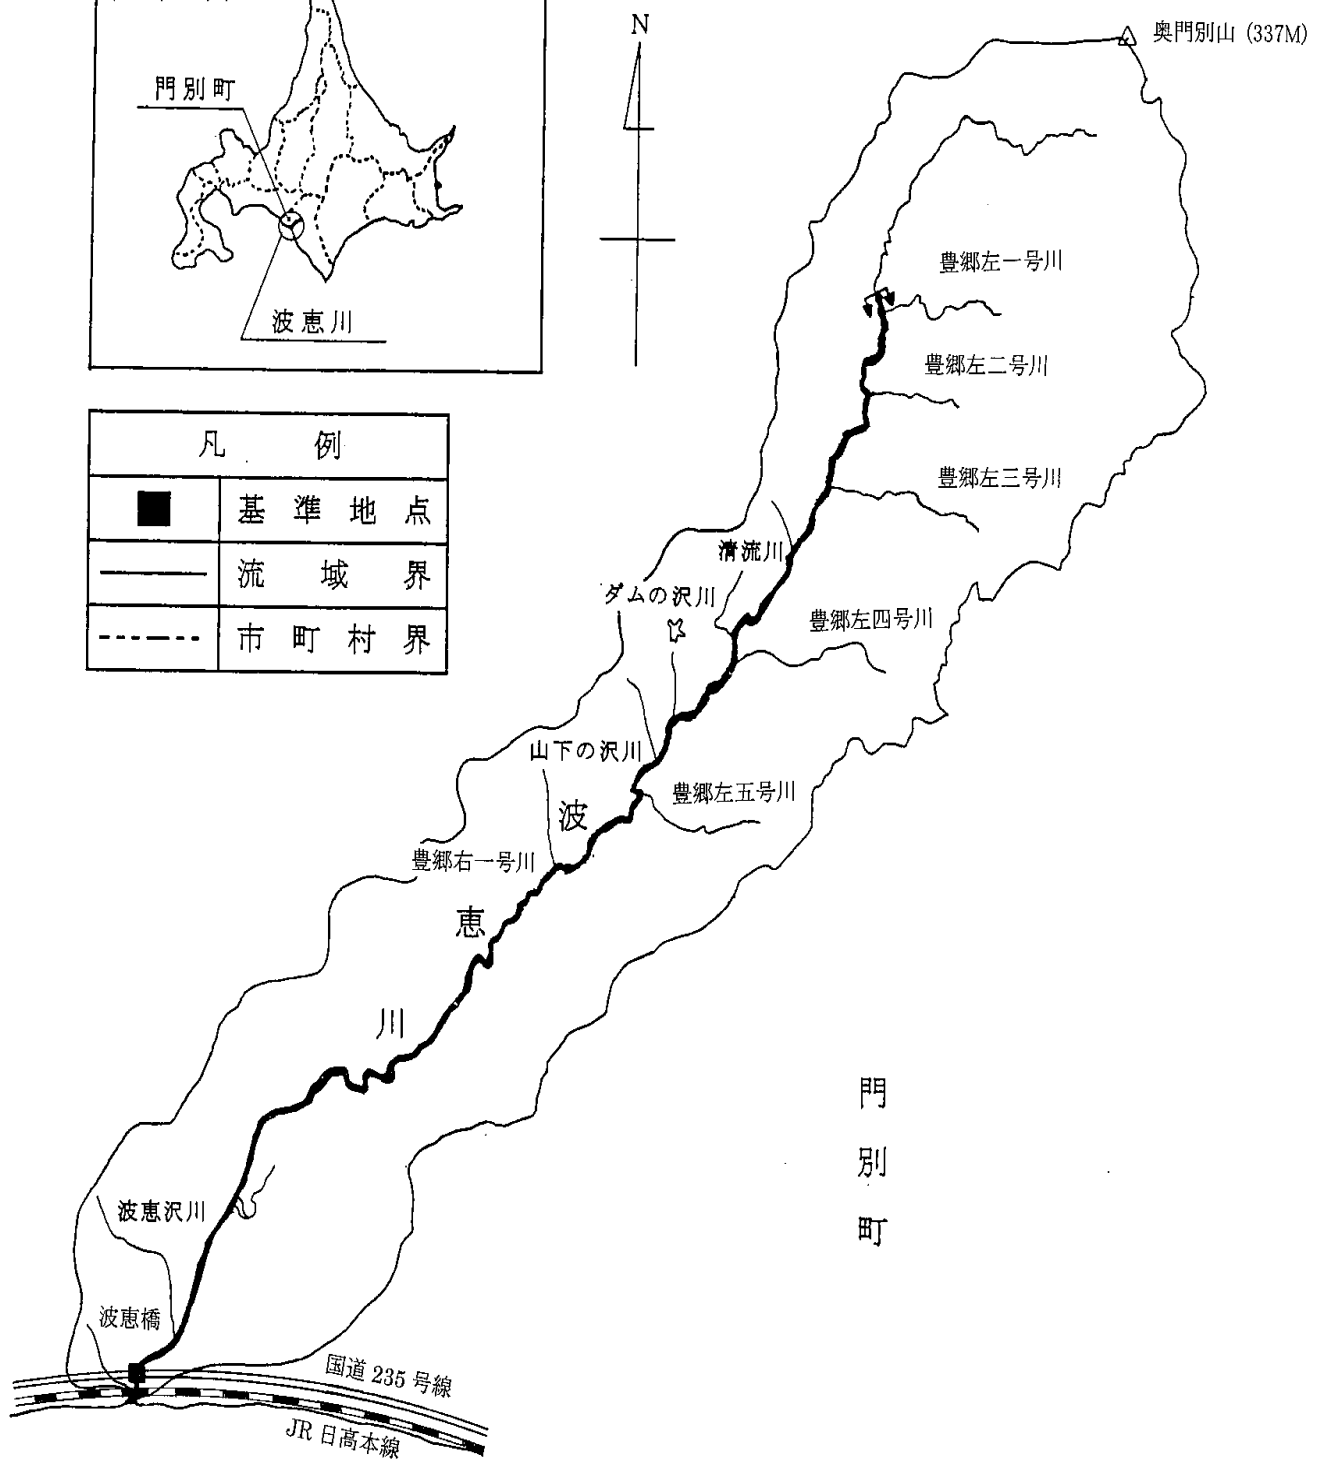 門別町
波恵川
凡例
基準地点
流域界
市町村界
N
奥門別山 (337M)
豊郷左一号川
豊郷左二号川
豊郷左三号川
清流川
ダムの沢川
豊郷左四号川
山下の沢川
豊郷左五号川
豊郷右一号川
波恵川
門別町
波恵沢川
波恵橋
国道 235 号線
JR 日高本線